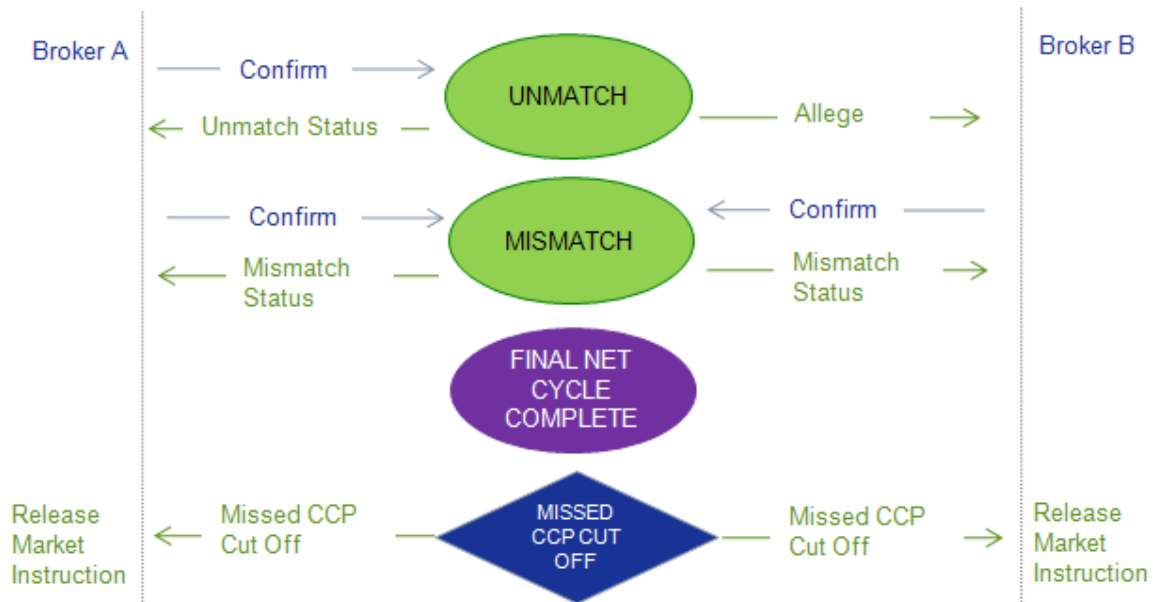 Broker A
Broker B
Confirm
UNMATCH
Unmatch Status
Allege
Confirm
Confirm
MISMATCH
Mismatch
Status
Mismatch
Status
FINAL NET
CYCLE
COMPLETE
Release
Market
Instruction
Missed CCP
Cut Off
MISSED
CCP CUT
OFF
Missed CCP
Cut Off
Release
Market
Instruction